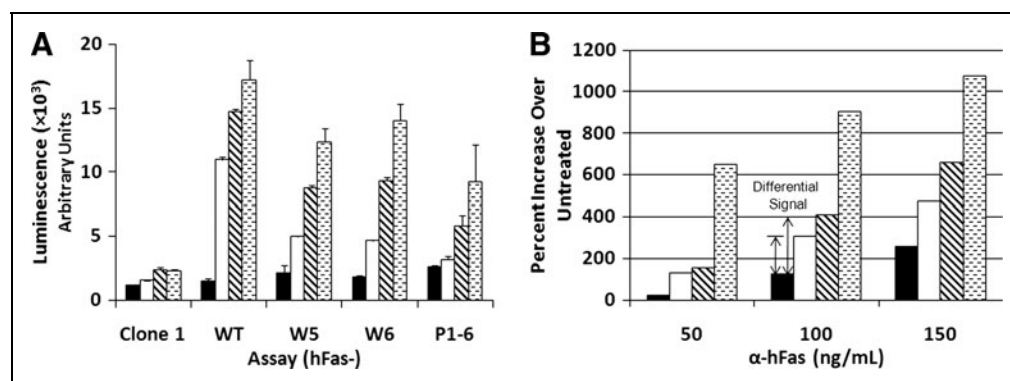 A
Luminescence (×10³)
Arbitrary Units
20
15
10
5
0
Clone 1 WT W5 W6 P1-6
Assay (hFas-)
B
Percent Increase Over
Untreated
1200
1000
800
600
400
200
0
Differential
Signal
50 100 150
α-hFas (ng/mL)